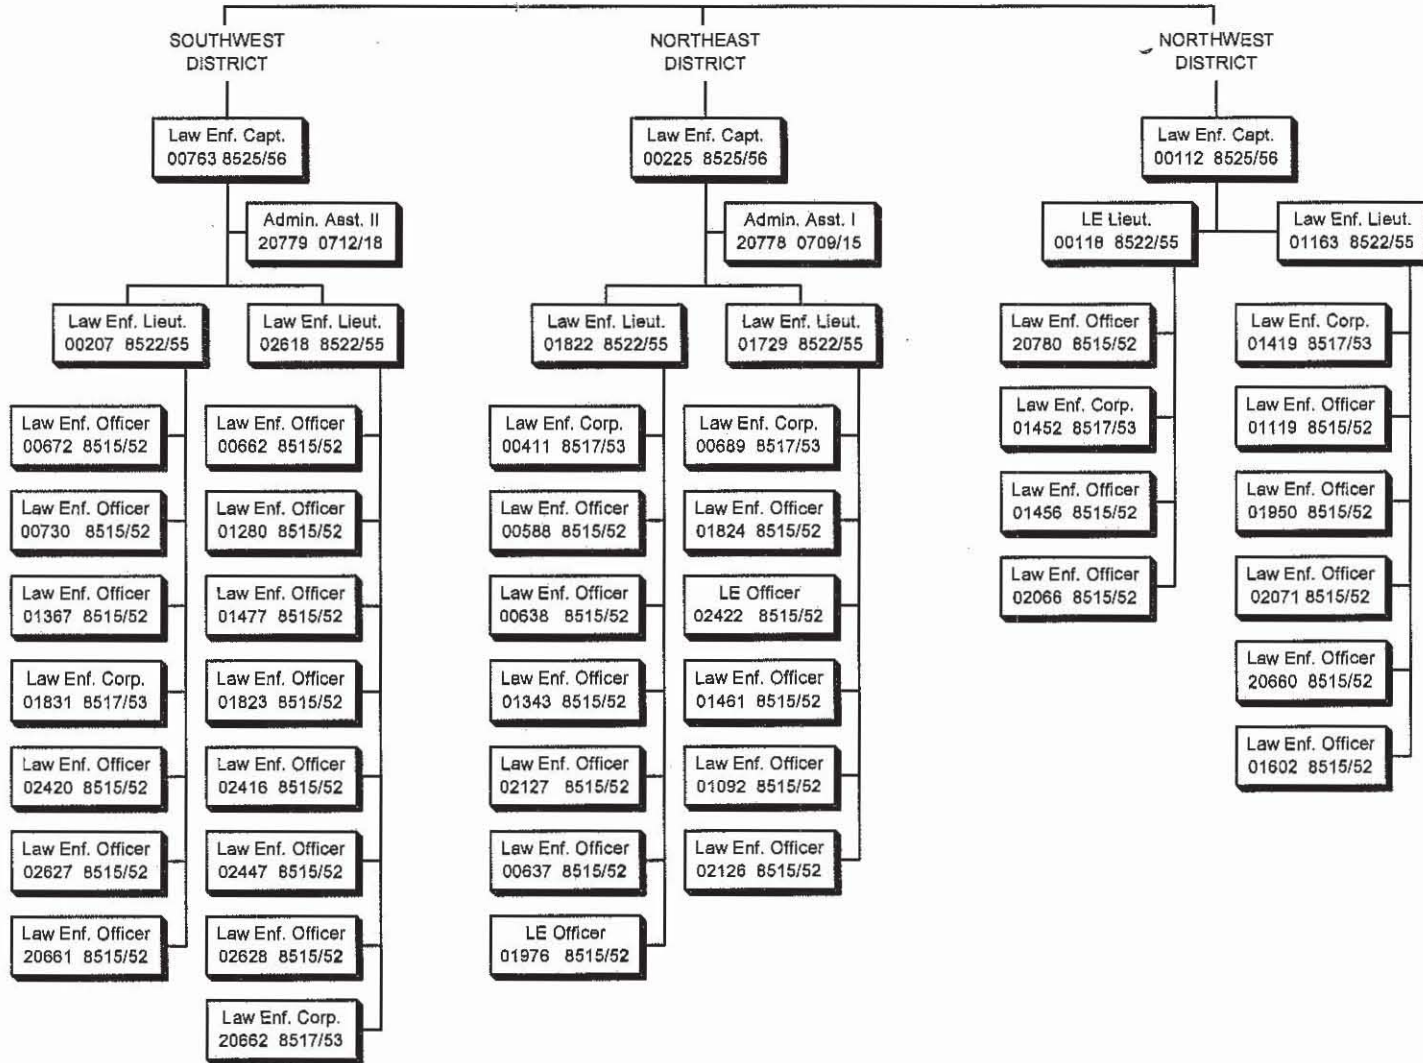 SOUTHWEST
DISTRICT
Law Enf. Capt.
00763 8525/56
Admin. Asst. II
20779 0712/18
Law Enf. Lieut.
00207 8522/55
Law Enf. Officer
00672 8515/52
Law Enf. Officer
00730 8515/52
Law Enf. Officer
01367 8515/52
Law Enf. Corp.
01831 8517/53
Law Enf. Officer
02420 8515/52
Law Enf. Officer
02627 8515/52
Law Enf. Officer
20661 8515/52
Law Enf. Lieut.
02618 8522/55
Law Enf. Officer
00662 8515/52
Law Enf. Officer
01280 8515/52
Law Enf. Officer
01477 8515/52
Law Enf. Officer
01823 8515/52
Law Enf. Officer
02416 8515/52
Law Enf. Officer
02447 8515/52
Law Enf. Officer
02628 8515/52
Law Enf. Corp.
20662 8517/53
NORTHEAST
DISTRICT
Law Enf. Capt.
00225 8525/56
Admin. Asst. I
20778 0709/15
Law Enf. Lieut.
01822 8522/55
Law Enf. Corp.
00411 8517/53
Law Enf. Officer
00588 8515/52
Law Enf. Officer
00638 8515/52
Law Enf. Officer
01343 8515/52
Law Enf. Officer
02127 8515/52
Law Enf. Officer
00637 8515/52
LE Officer
01976 8515/52
Law Enf. Lieut.
01729 8522/55
Law Enf. Corp.
00689 8517/53
Law Enf. Officer
01824 8515/52
LE Officer
02422 8515/52
Law Enf. Officer
01461 8515/52
Law Enf. Officer
01092 8515/52
Law Enf. Officer
02126 8515/52
NORTHWEST
DISTRICT
Law Enf. Capt.
00112 8525/56
LE Lieut.
00118 8522/55
Law Enf. Officer
20780 8515/52
Law Enf. Corp.
01452 8517/53
Law Enf. Officer
01456 8515/52
Law Enf. Officer
02066 8515/52
Law Enf. Lieut.
01163 8522/55
Law Enf. Corp.
01419 8517/53
Law Enf. Officer
01119 8515/52
Law Enf. Officer
01950 8515/52
Law Enf. Officer
02071 8515/52
Law Enf. Officer
20660 8515/52
Law Enf. Officer
01602 8515/52